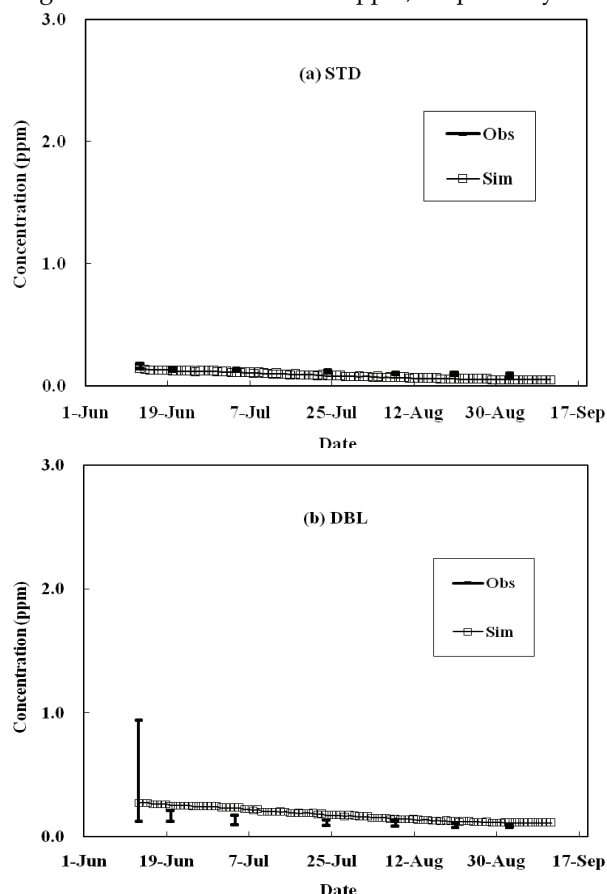 3.0
(a) STD
2.0
Obs
Sim
1.0
0.0
Concentration (ppm)
1-Jun 19-Jun 7-Jul 25-Jul 12-Aug 30-Aug 17-Sep
Date
3.0
(b) DBL
2.0
Obs
Sim
1.0
0.0
Concentration (ppm)
1-Jun 19-Jun 7-Jul 25-Jul 12-Aug 30-Aug 17-Sep
Date